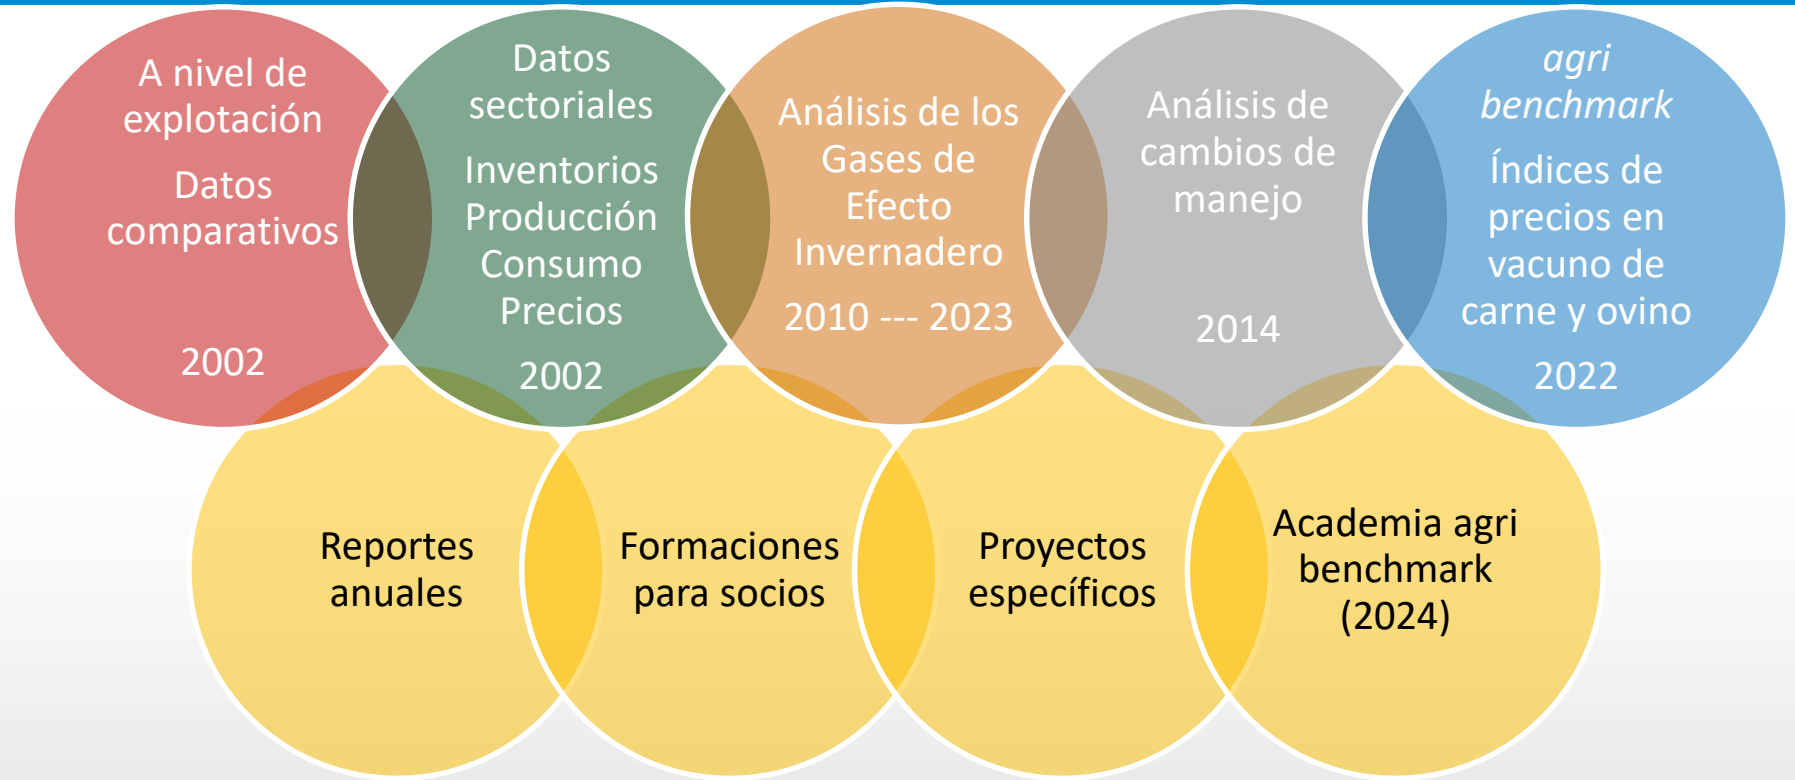 A nivel de
explotación
Datos
comparativos
2002
Datos
sectoriales
Inventorios
Producción
Consumo
Precios
2002
Análisis de los
Gases de
Efecto
Invernadero
2010 --- 2023
Análisis de
cambios de
manejo
2014
agri
benchmark
Índices de
precios en
vacuno de
carne y ovino
2022
Reportes
anuales
Formaciones
para socios
Proyectos
específicos
Academia agri
benchmark
(2024)